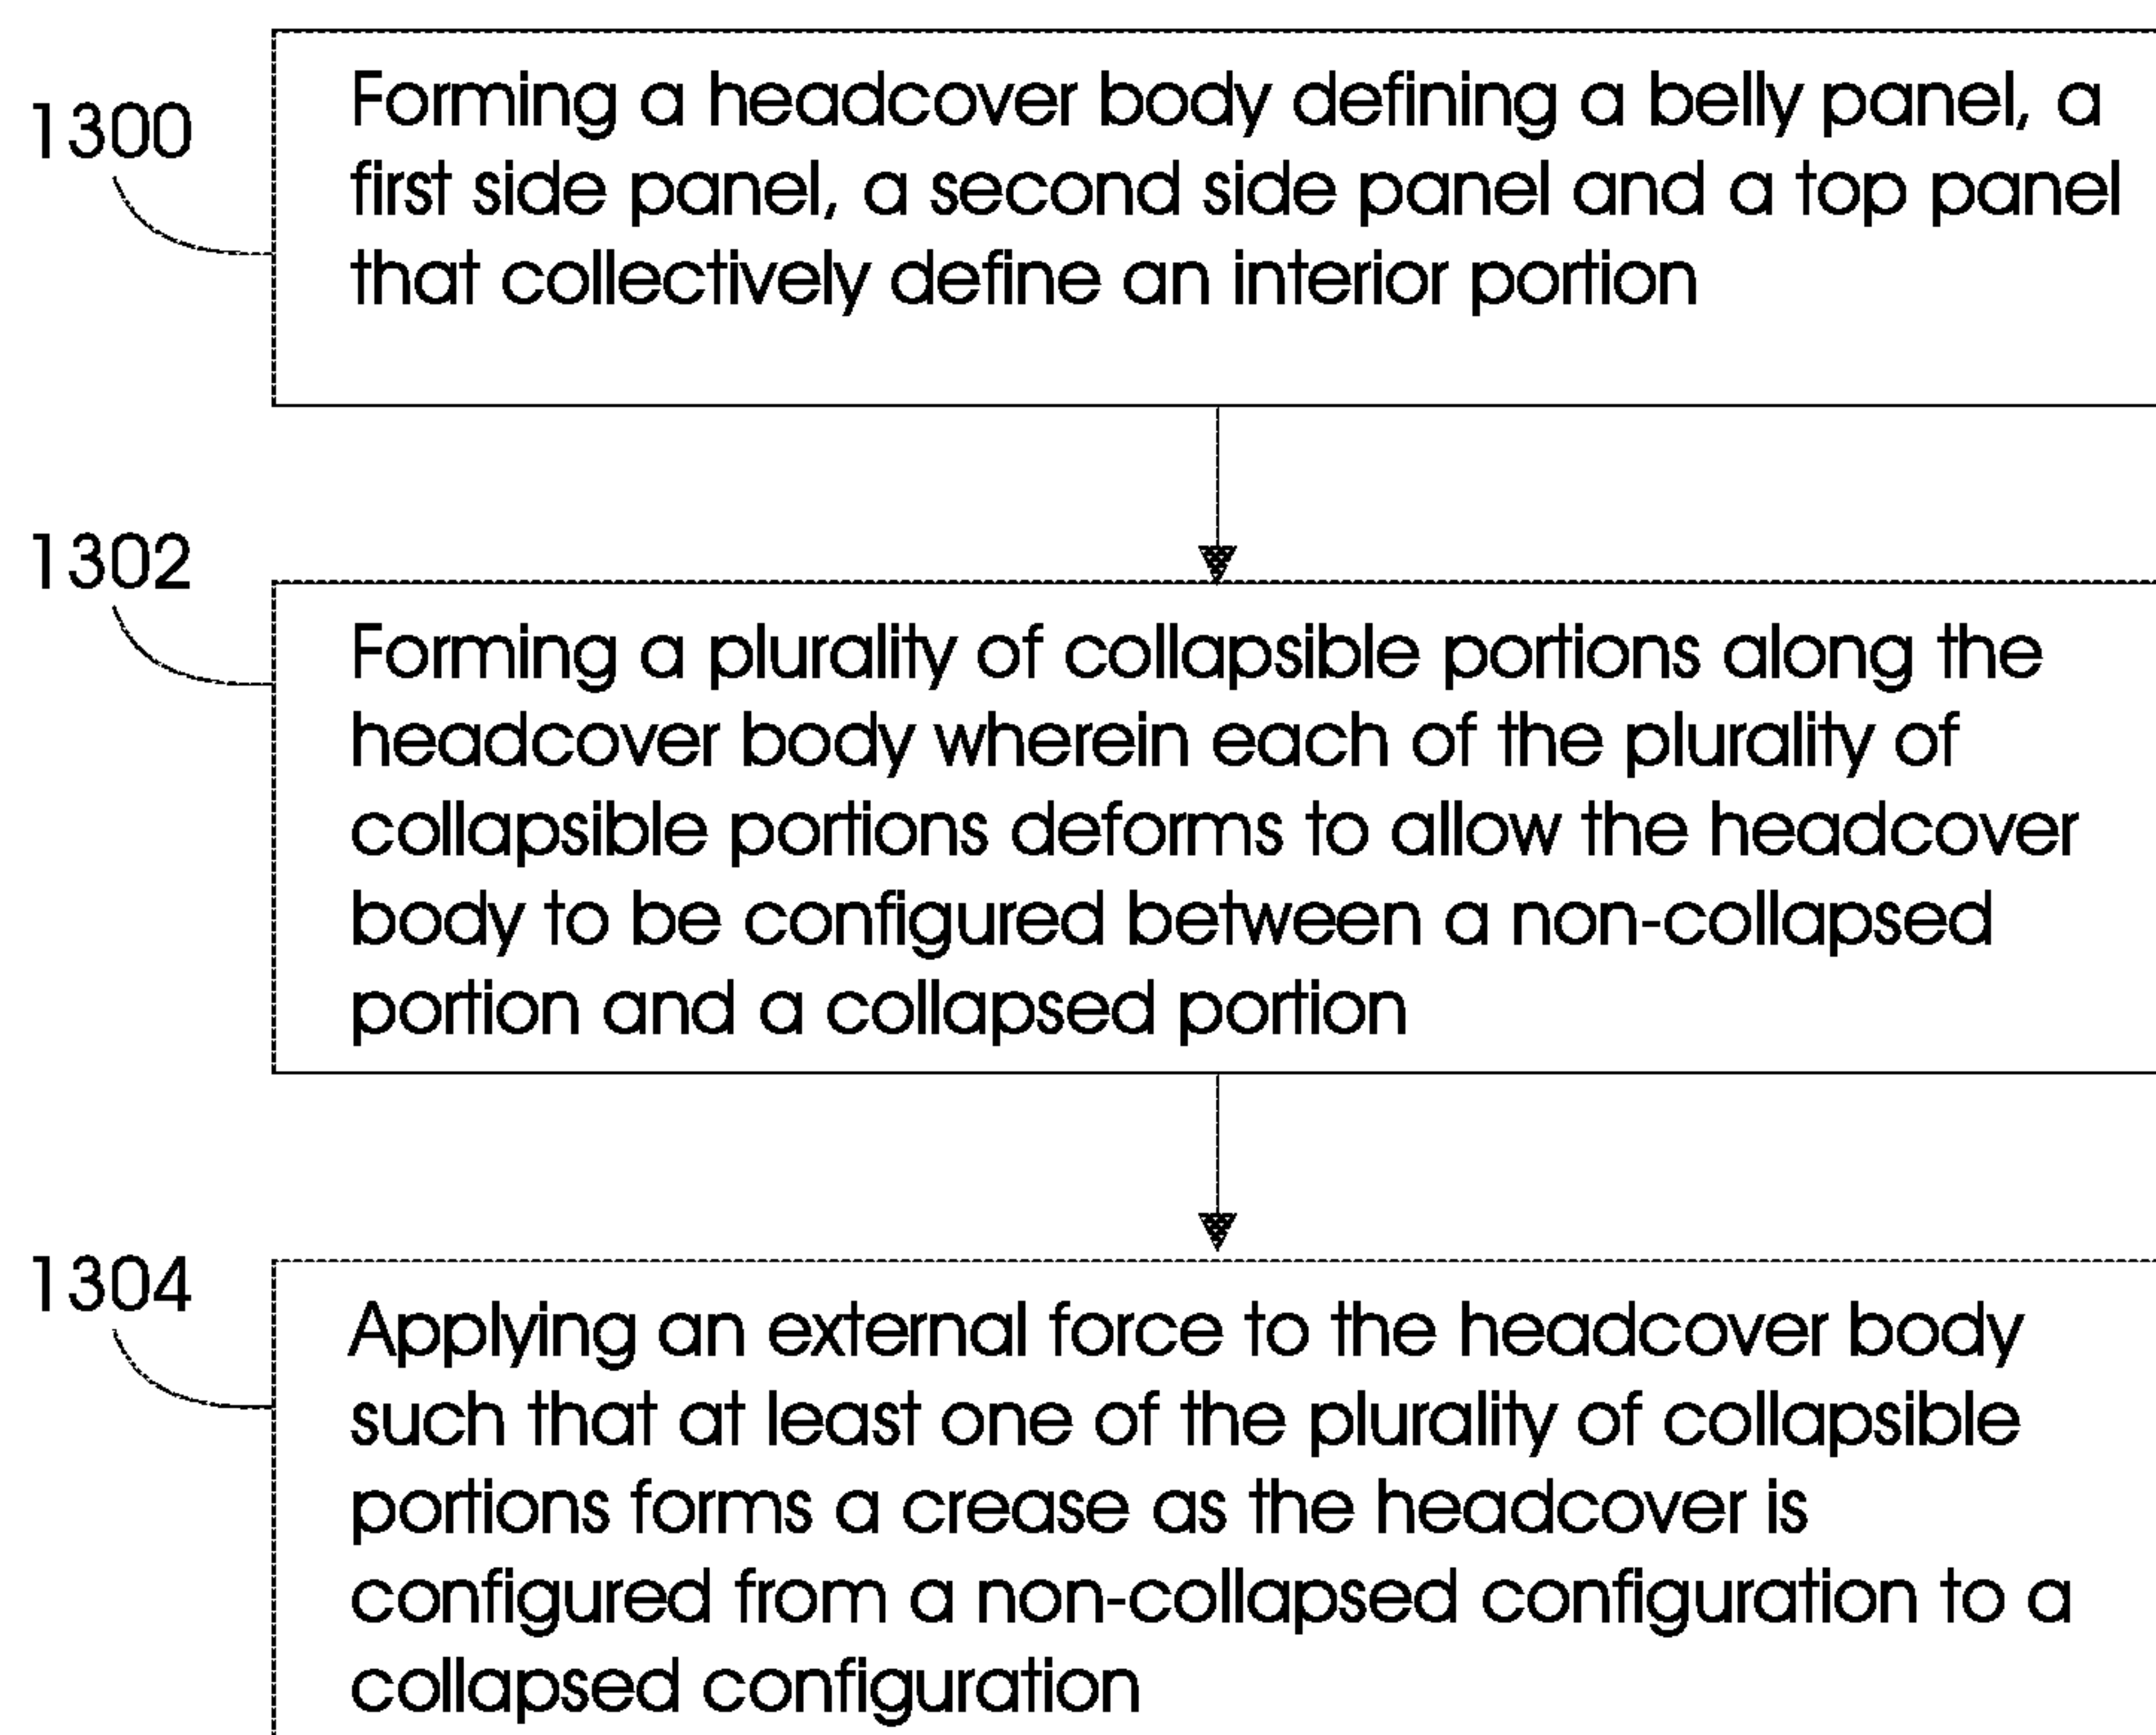 1300
Forming a headcover body defining a belly panel, a
first side panel, a second side panel and a top panel
that collectively define an interior portion
1302
Forming a plurality of collapsible portions along the
headcover body wherein each of the plurality of
collapsible portions deforms to allow the headcover
body to be configured between a non-collapsed
portion and a collapsed portion
1304
Applying an external force to the headcover body
such that at least one of the plurality of collapsible
portions forms a crease as the headcover is
configured from a non-collapsed configuration to a
collapsed configuration